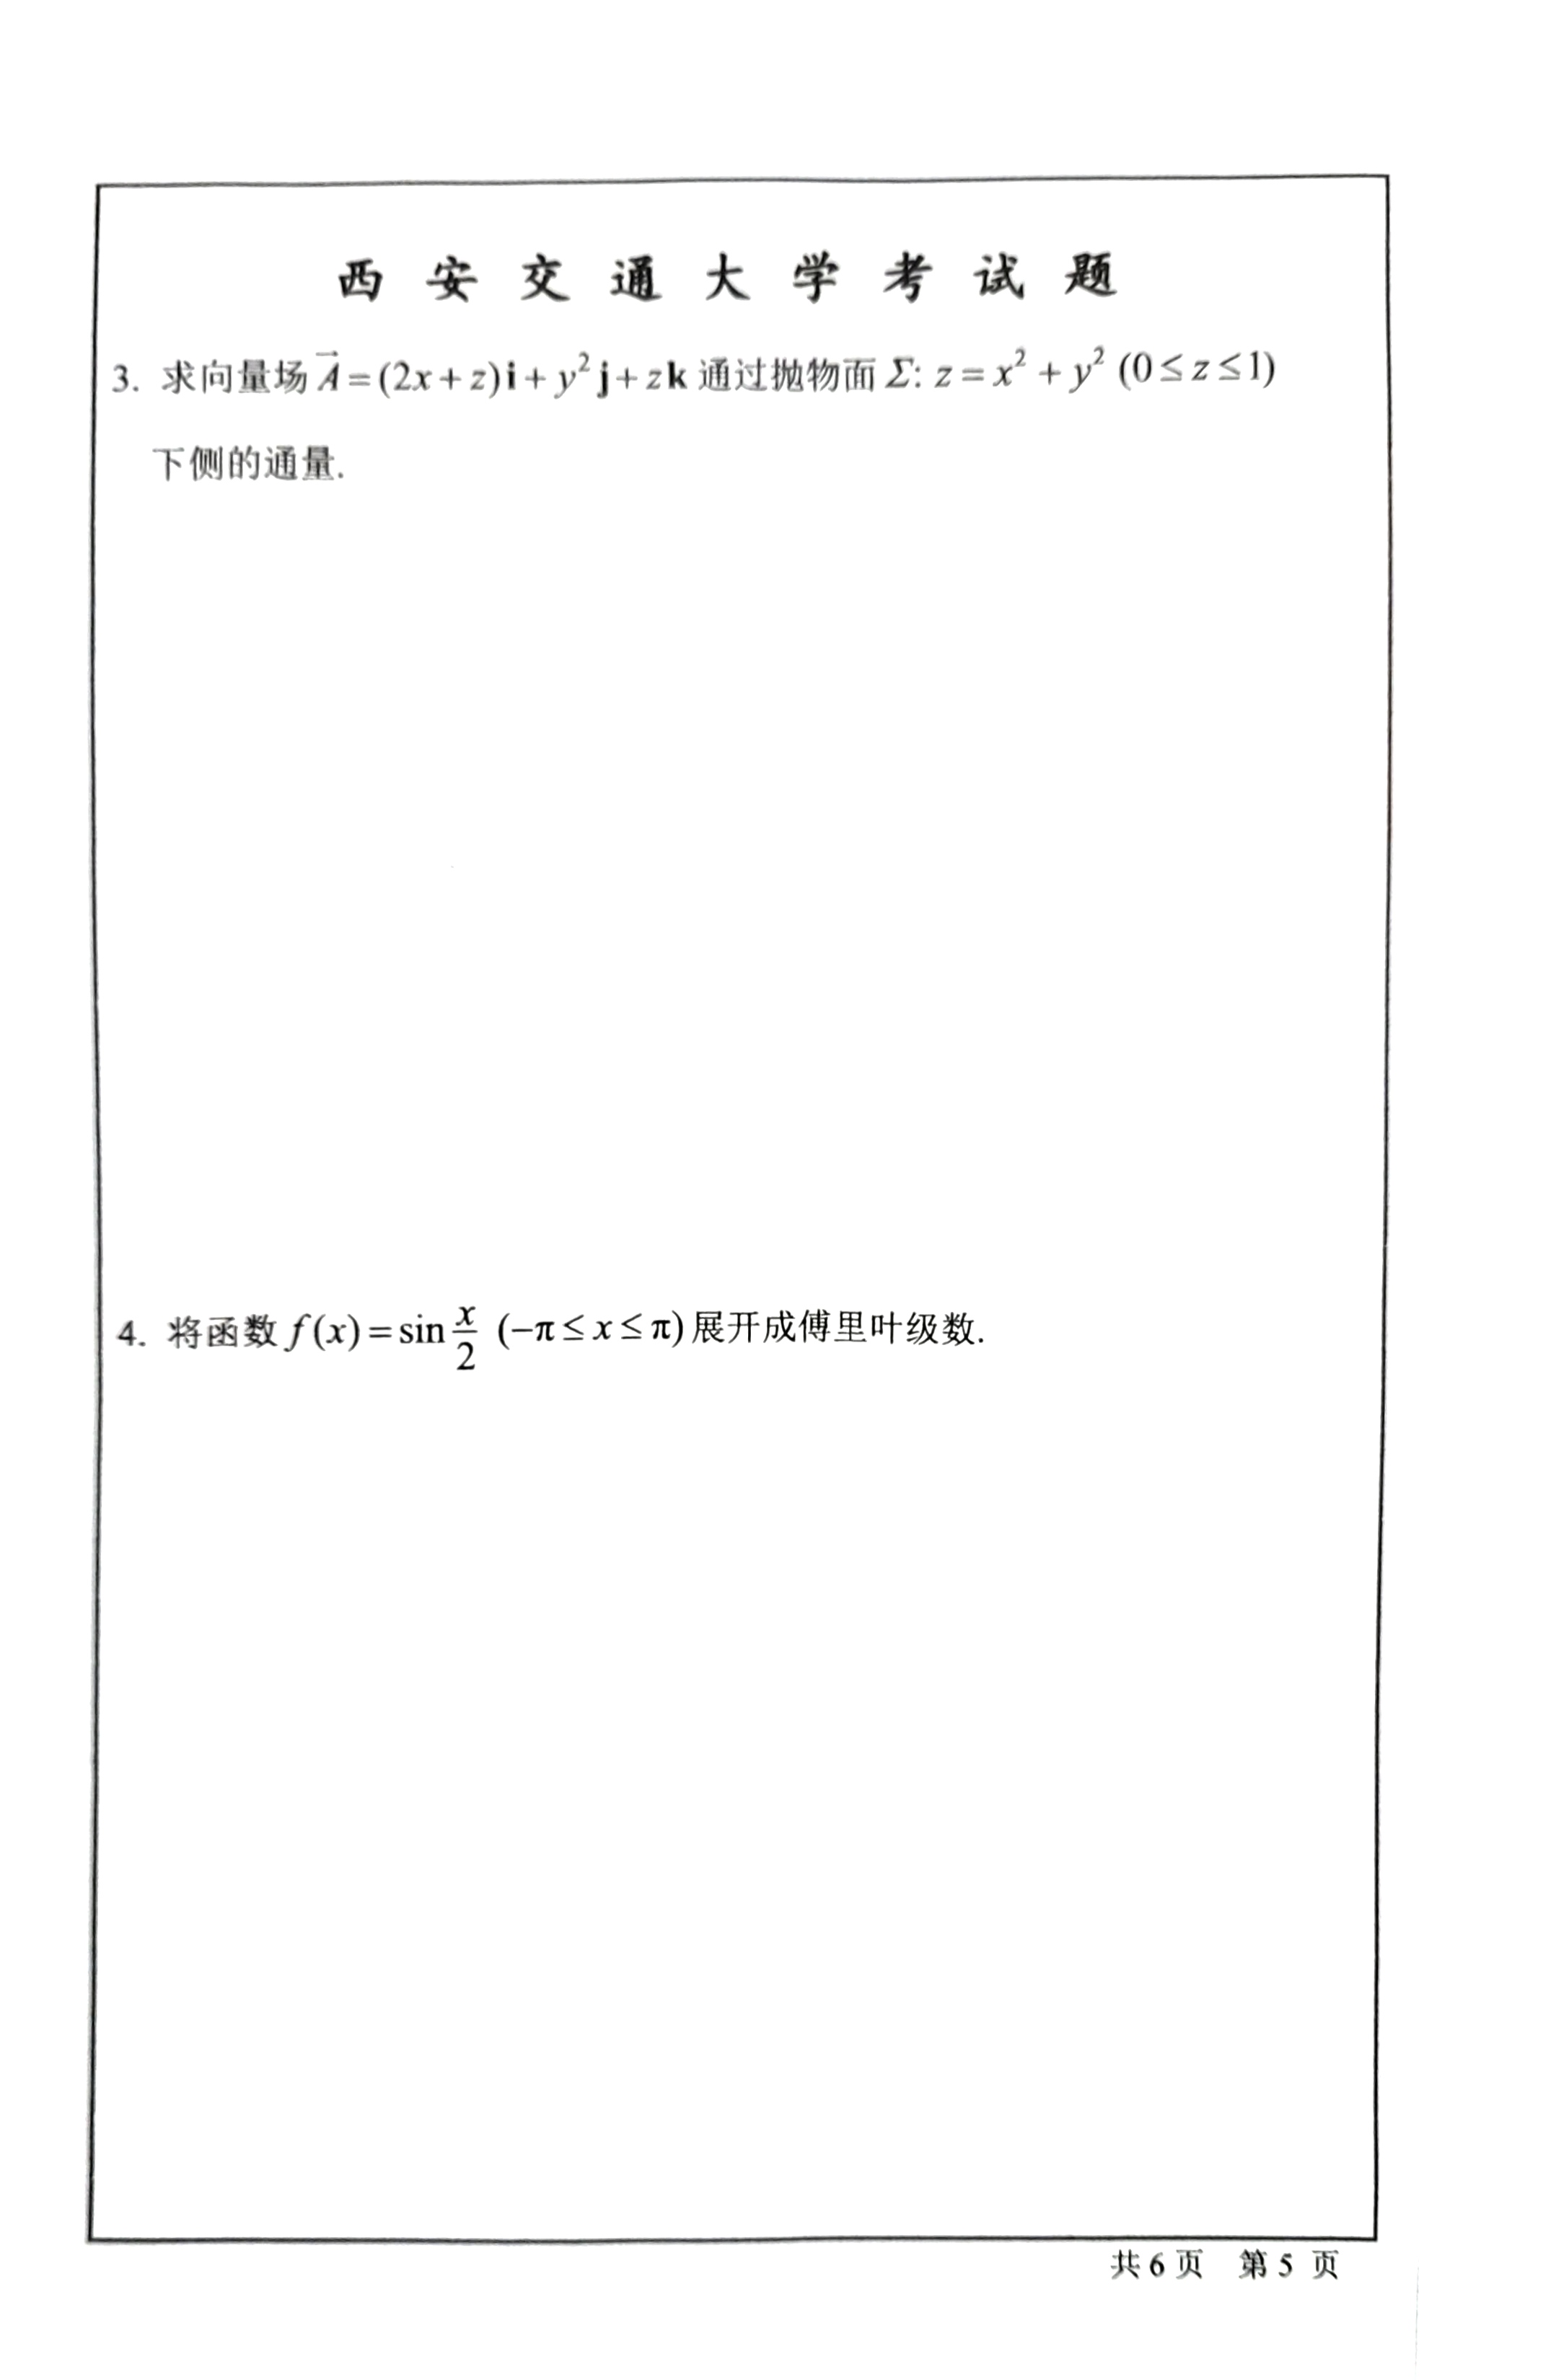 西安交通大学考试题
3. 求向量场 $\vec{A}=(2x+z)\mathbf{i}+y^2\mathbf{j}+z\mathbf{k}$ 通过抛物面 $\Sigma: z=x^2+y^2\ (0\le z\le 1)$
下侧的通量.
4. 将函数 $f(x)=\sin\frac{x}{2}\ (-\pi\le x\le\pi)$ 展开成傅里叶级数.
共 6 页 第 5 页